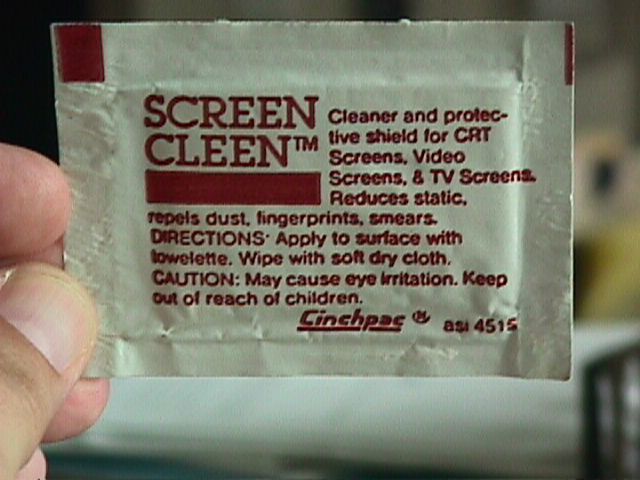 SCREEN
CLEEN™
Cleaner and protec-
tive shield for CRT
Screens, Video
Screens, & TV Screens.
Reduces static,
repels dust, fingerprints, smears.
DIRECTIONS: Apply to surface with
towelette. Wipe with soft dry cloth.
CAUTION: May cause eye irritation. Keep
out of reach of children.
Cinchpac ® asi 4515